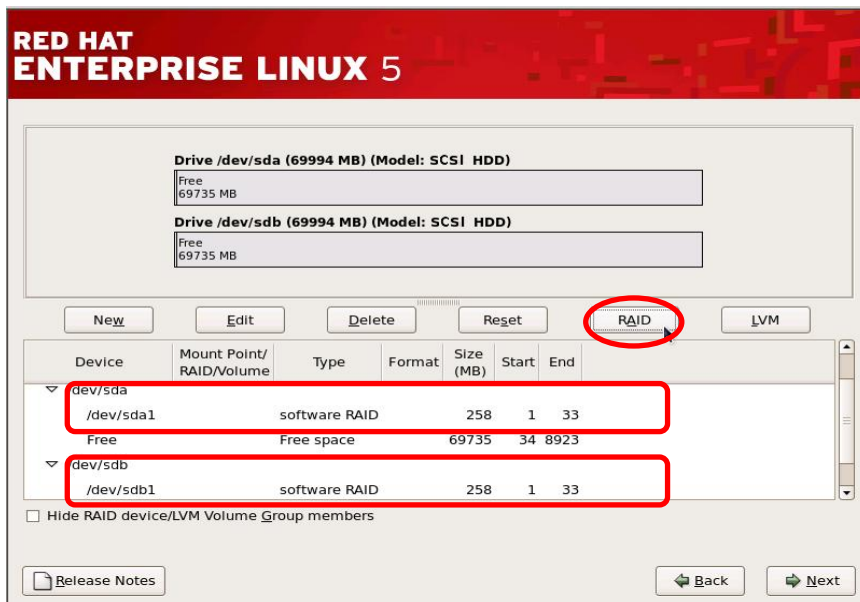 RED HAT
ENTERPRISE LINUX 5
Drive /dev/sda (69994 MB) (Model: SCSI HDD)
Free
69735 MB
Drive /dev/sdb (69994 MB) (Model: SCSI HDD)
Free
69735 MB
New Edit Delete Reset RAID LVM
Device Mount Point/ RAID/Volume Type Format Size (MB) Start End
/dev/sda
/dev/sda1 software RAID 258 1 33
Free Free space 69735 34 8923
/dev/sdb
/dev/sdb1 software RAID 258 1 33
Hide RAID device/LVM Volume Group members
Release Notes Back Next